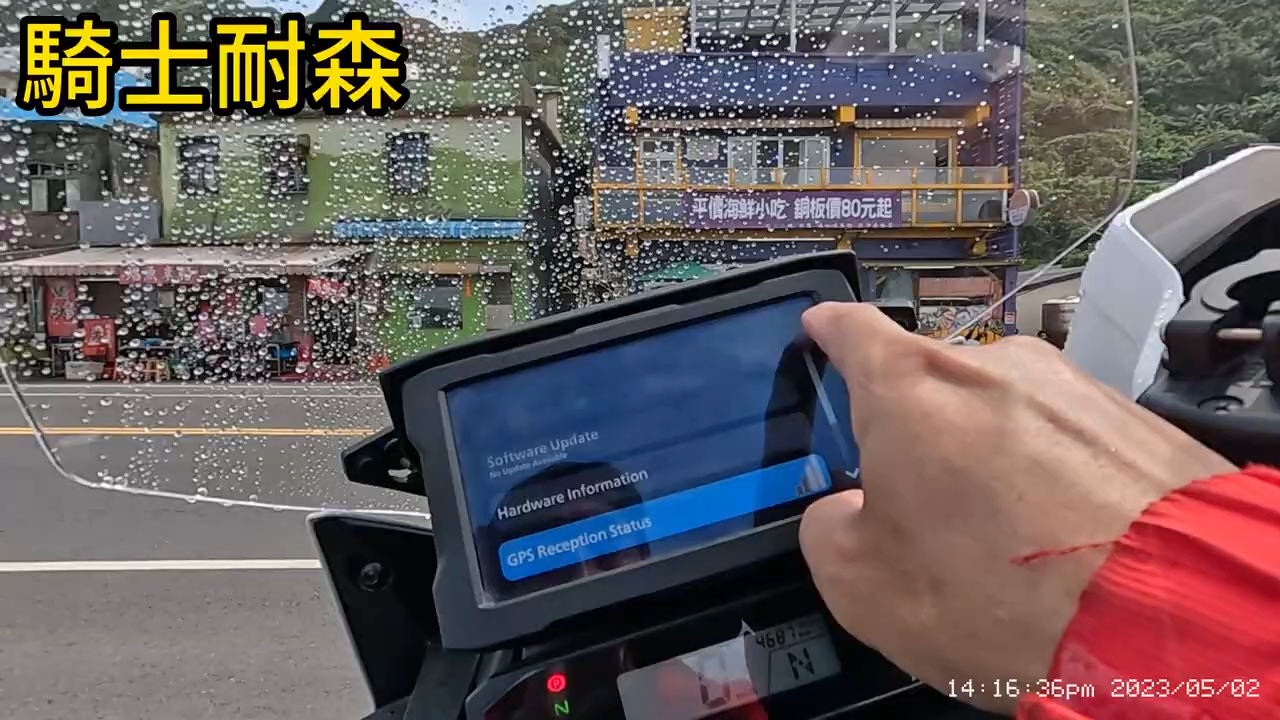 騎士耐森
平價海鮮小吃 銅板價80元起
Software Update
No Update Available
Hardware Information
GPS Reception Status
4687
N
P
N
14:16:36pm 2023/05/02